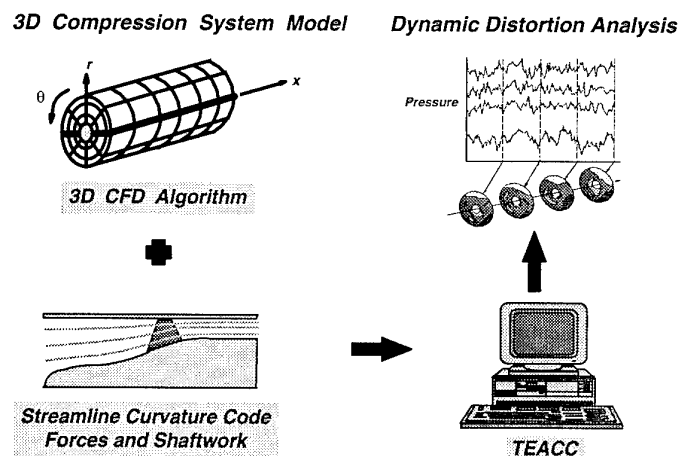 3D Compression System Model
Dynamic Distortion Analysis
r
θ
x
3D CFD Algorithm
Pressure
Streamline Curvature Code
Forces and Shaftwork
TEACC